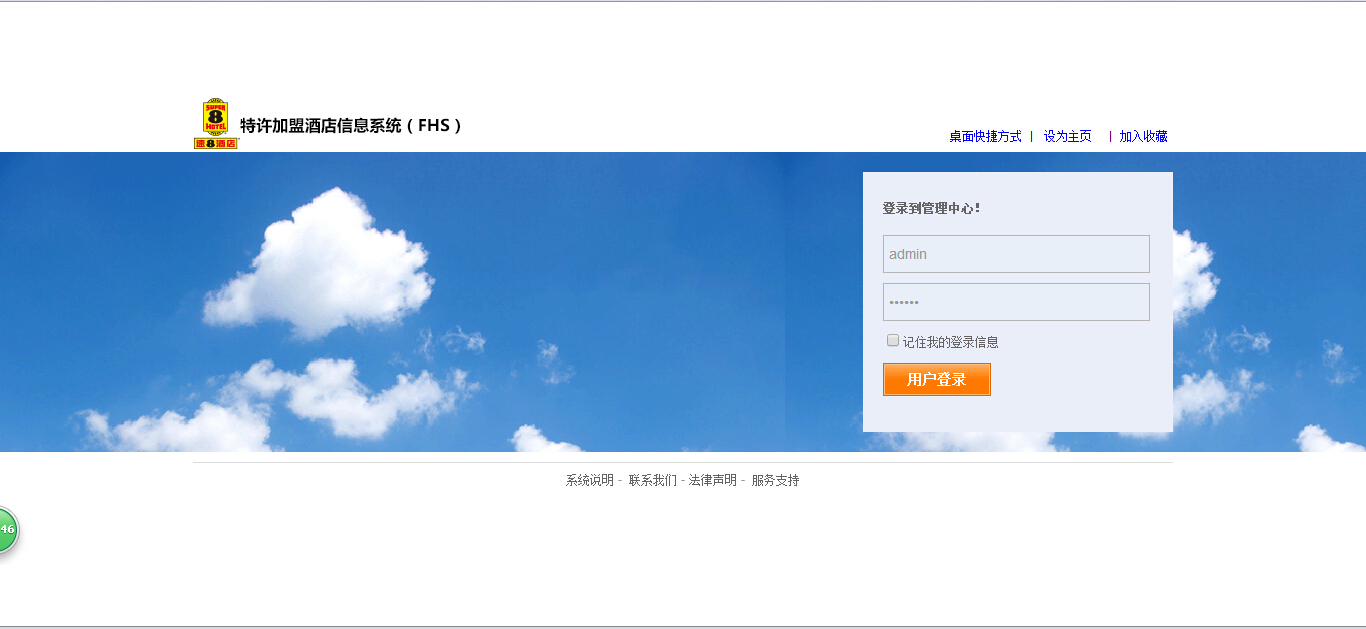 SUPER
8
HOTEL
速8酒店
特许加盟酒店信息系统（FHS）
桌面快捷方式 | 设为主页 | 加入收藏
登录到管理中心！
admin
••••••
记住我的登录信息
用户登录
系统说明 - 联系我们 - 法律声明 - 服务支持
46